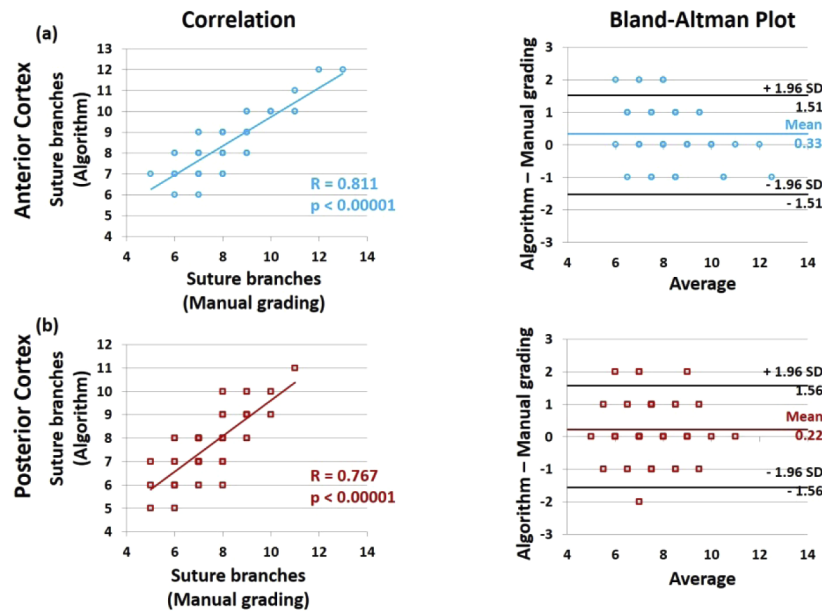 Correlation
Bland-Altman Plot
(a)
Anterior Cortex
Suture branches
(Algorithm)
13
12
11
10
9
8
7
6
5
4
4 6 8 10 12 14
R = 0.811
p < 0.00001
Suture branches
(Manual grading)
Algorithm – Manual grading
3
2
1
0
-1
-2
-3
4 6 8 10 12 14
+ 1.96 SD
1.51
Mean
0.33
- 1.96 SD
- 1.51
Average
(b)
Posterior Cortex
Suture branches
(Algorithm)
12
11
10
9
8
7
6
5
4
4 6 8 10 12 14
R = 0.767
p < 0.00001
Suture branches
(Manual grading)
Algorithm – Manual grading
3
2
1
0
-1
-2
-3
4 6 8 10 12 14
+ 1.96 SD
1.56
Mean
0.22
- 1.96 SD
- 1.56
Average